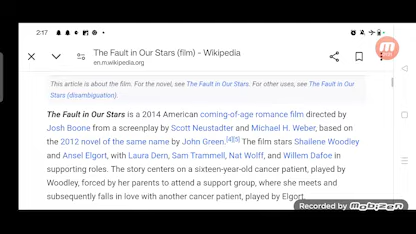 2:17
The Fault in Our Stars (film) - Wikipedia
en.m.wikipedia.org
This article is about the film. For the novel, see The Fault in Our Stars. For other uses, see The Fault in Our
Stars (disambiguation).
The Fault in Our Stars is a 2014 American coming-of-age romance film directed by
Josh Boone from a screenplay by Scott Neustadter and Michael H. Weber, based on
the 2012 novel of the same name by John Green.[4][5] The film stars Shailene Woodley
and Ansel Elgort, with Laura Dern, Sam Trammell, Nat Wolff, and Willem Dafoe in
supporting roles. The story centers on a sixteen-year-old cancer patient, played by
Woodley, forced by her parents to attend a support group, where she meets and
subsequently falls in love with another cancer patient, played by Elgort.
Recorded by Mobizen